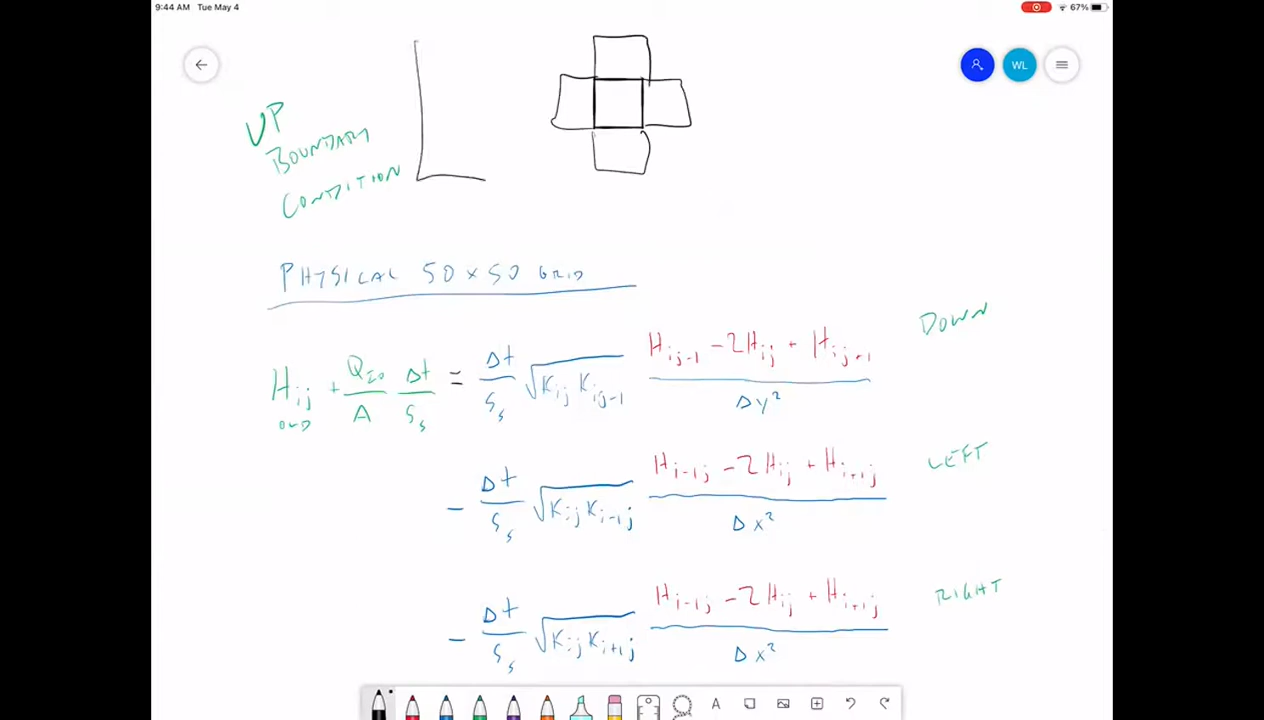 9:44 AM Tue May 4
67%
WL
UP
BOUNDARY
CONDITION
PHYSICAL 50 x 50 GRID
DOWN
H_ij OLD + Q_IO/A Δt/S_s = Δt/S_s √(K_ij K_ij-1) (H_ij-1 - 2H_ij + H_ij+1)/Δy²
LEFT
- Δt/S_s √(K_ij K_i-1j) (H_i-1j - 2H_ij + H_i+1j)/Δx²
RIGHT
- Δt/S_s √(K_ij K_i+1j) (H_i-1j - 2H_ij + H_i+1j)/Δx²
A